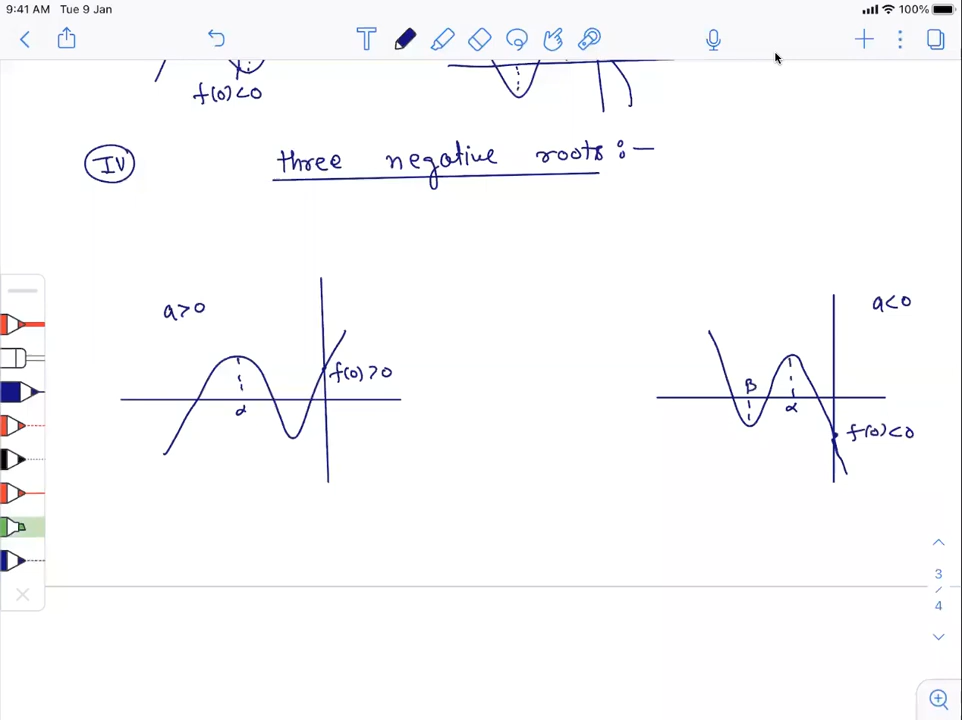 9:41 AM Tue 9 Jan
100%
T
f(0)<0
IV three negative roots :-
a>0
a<0
f(0)>0
β
α
α
f(0)<0
3
/
4